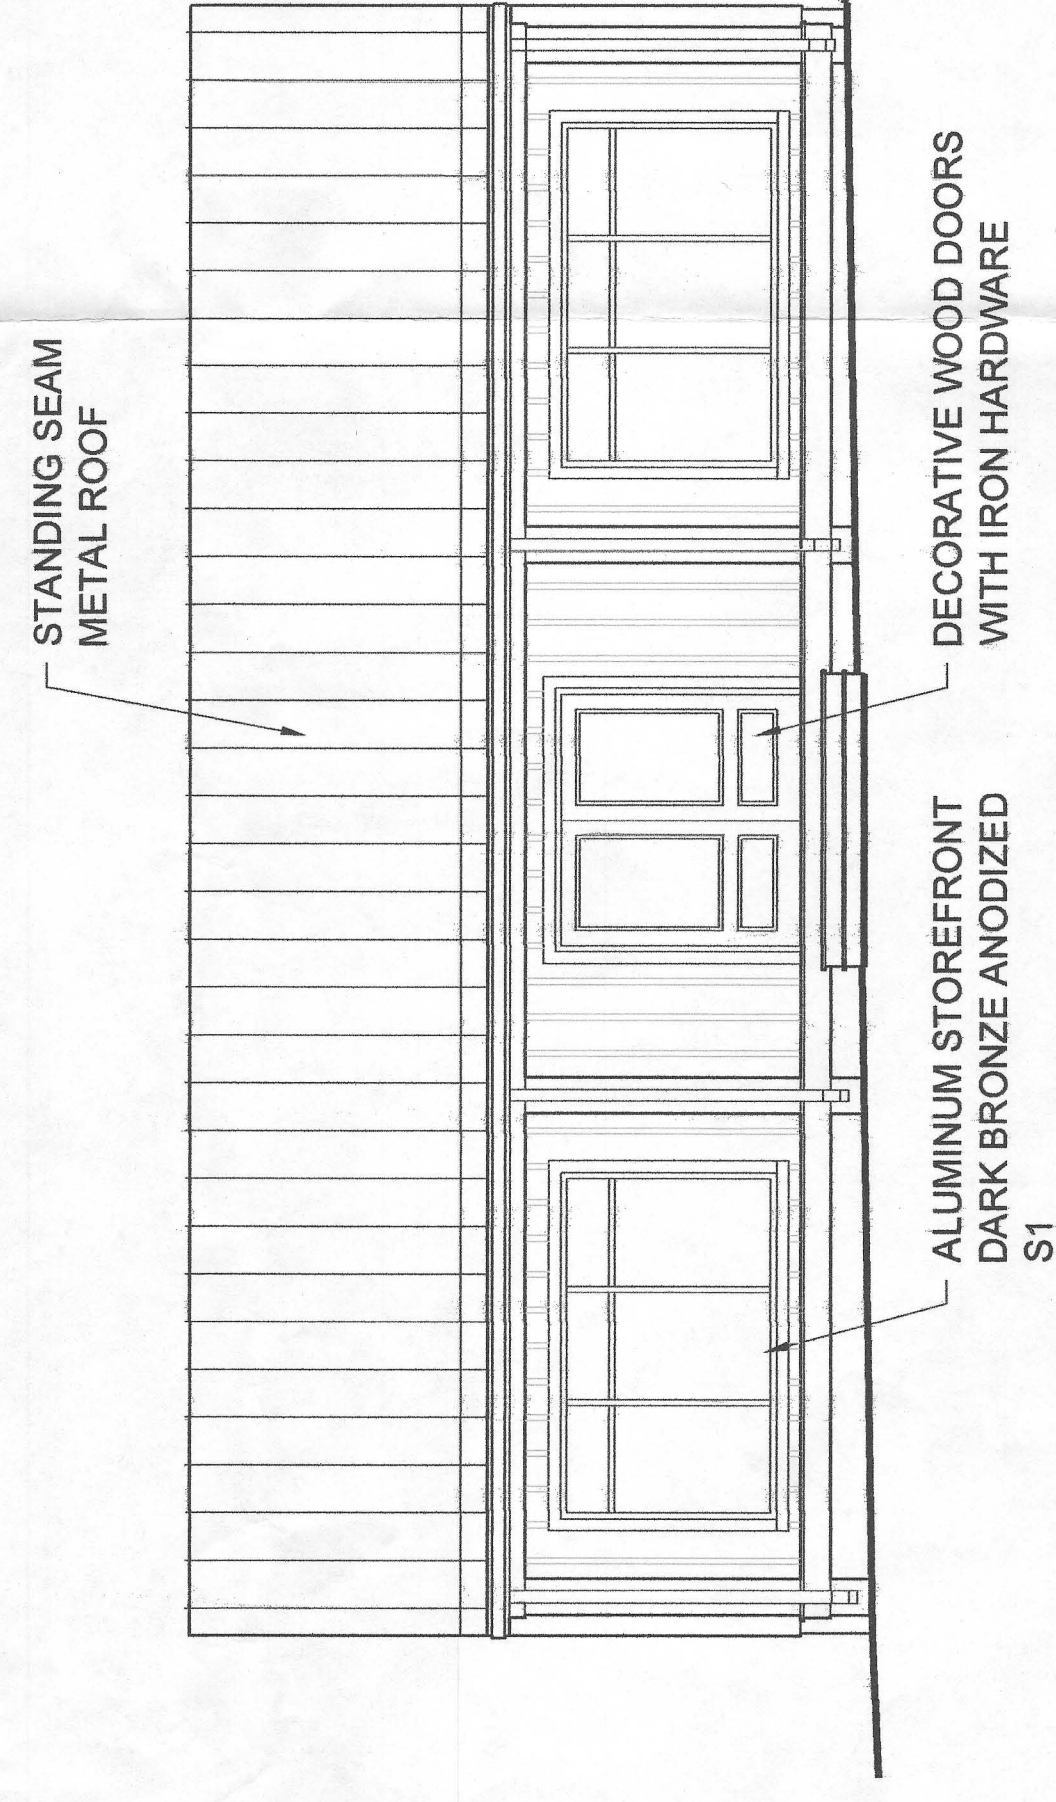 STANDING SEAM
METAL ROOF
ALUMINUM STOREFRONT
DARK BRONZE ANODIZED
S1
DECORATIVE WOOD DOORS
WITH IRON HARDWARE